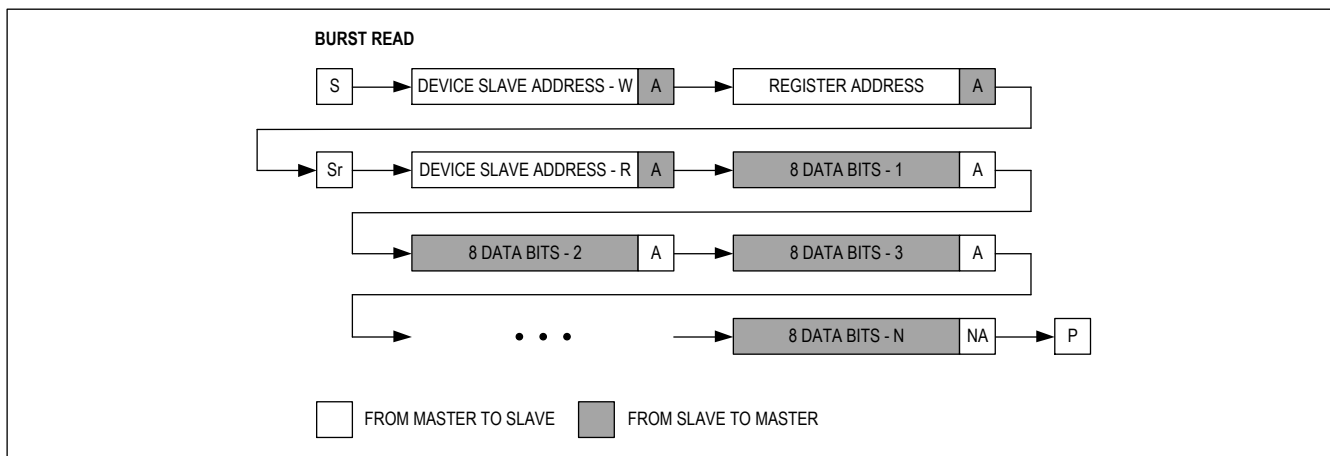 BURST READ
S DEVICE SLAVE ADDRESS - W A REGISTER ADDRESS A
Sr DEVICE SLAVE ADDRESS - R A 8 DATA BITS - 1 A
8 DATA BITS - 2 A 8 DATA BITS - 3 A
• • • 8 DATA BITS - N NA P
FROM MASTER TO SLAVE FROM SLAVE TO MASTER